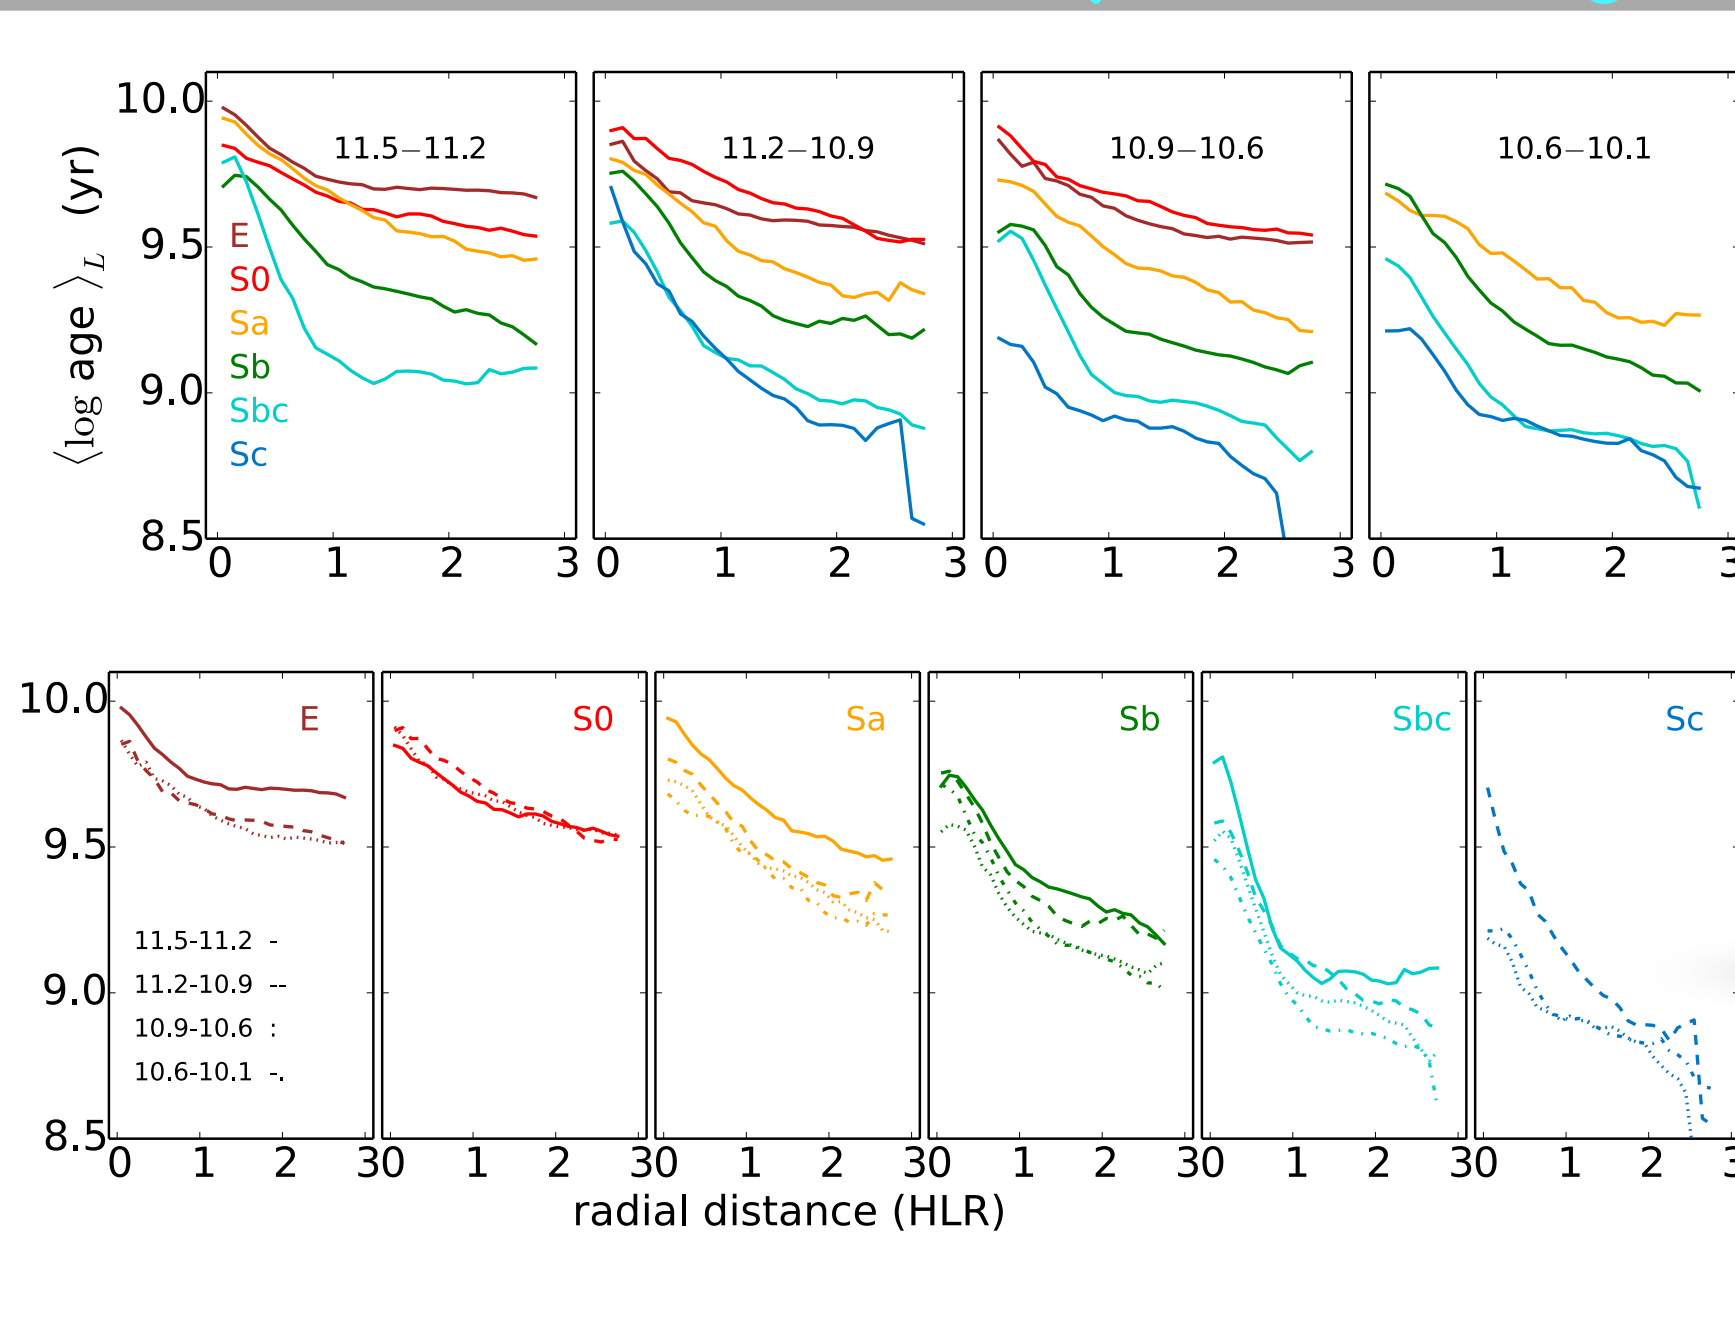 11.5−11.2
11.2−10.9
10.9−10.6
10.6−10.1
⟨log age⟩L (yr)
10.0
9.5
9.0
8.5
E
S0
Sa
Sb
Sbc
Sc
0 1 2 3
0 1 2 3
0 1 2 3
0 1 2 3
E
S0
Sa
Sb
Sbc
Sc
10.0
9.5
9.0
8.5
11.5-11.2 -
11.2-10.9 --
10.9-10.6 :
10.6-10.1 -.
0 1 2 30 1 2 30 1 2 30 1 2 30 1 2 30 1 2 3
radial distance (HLR)